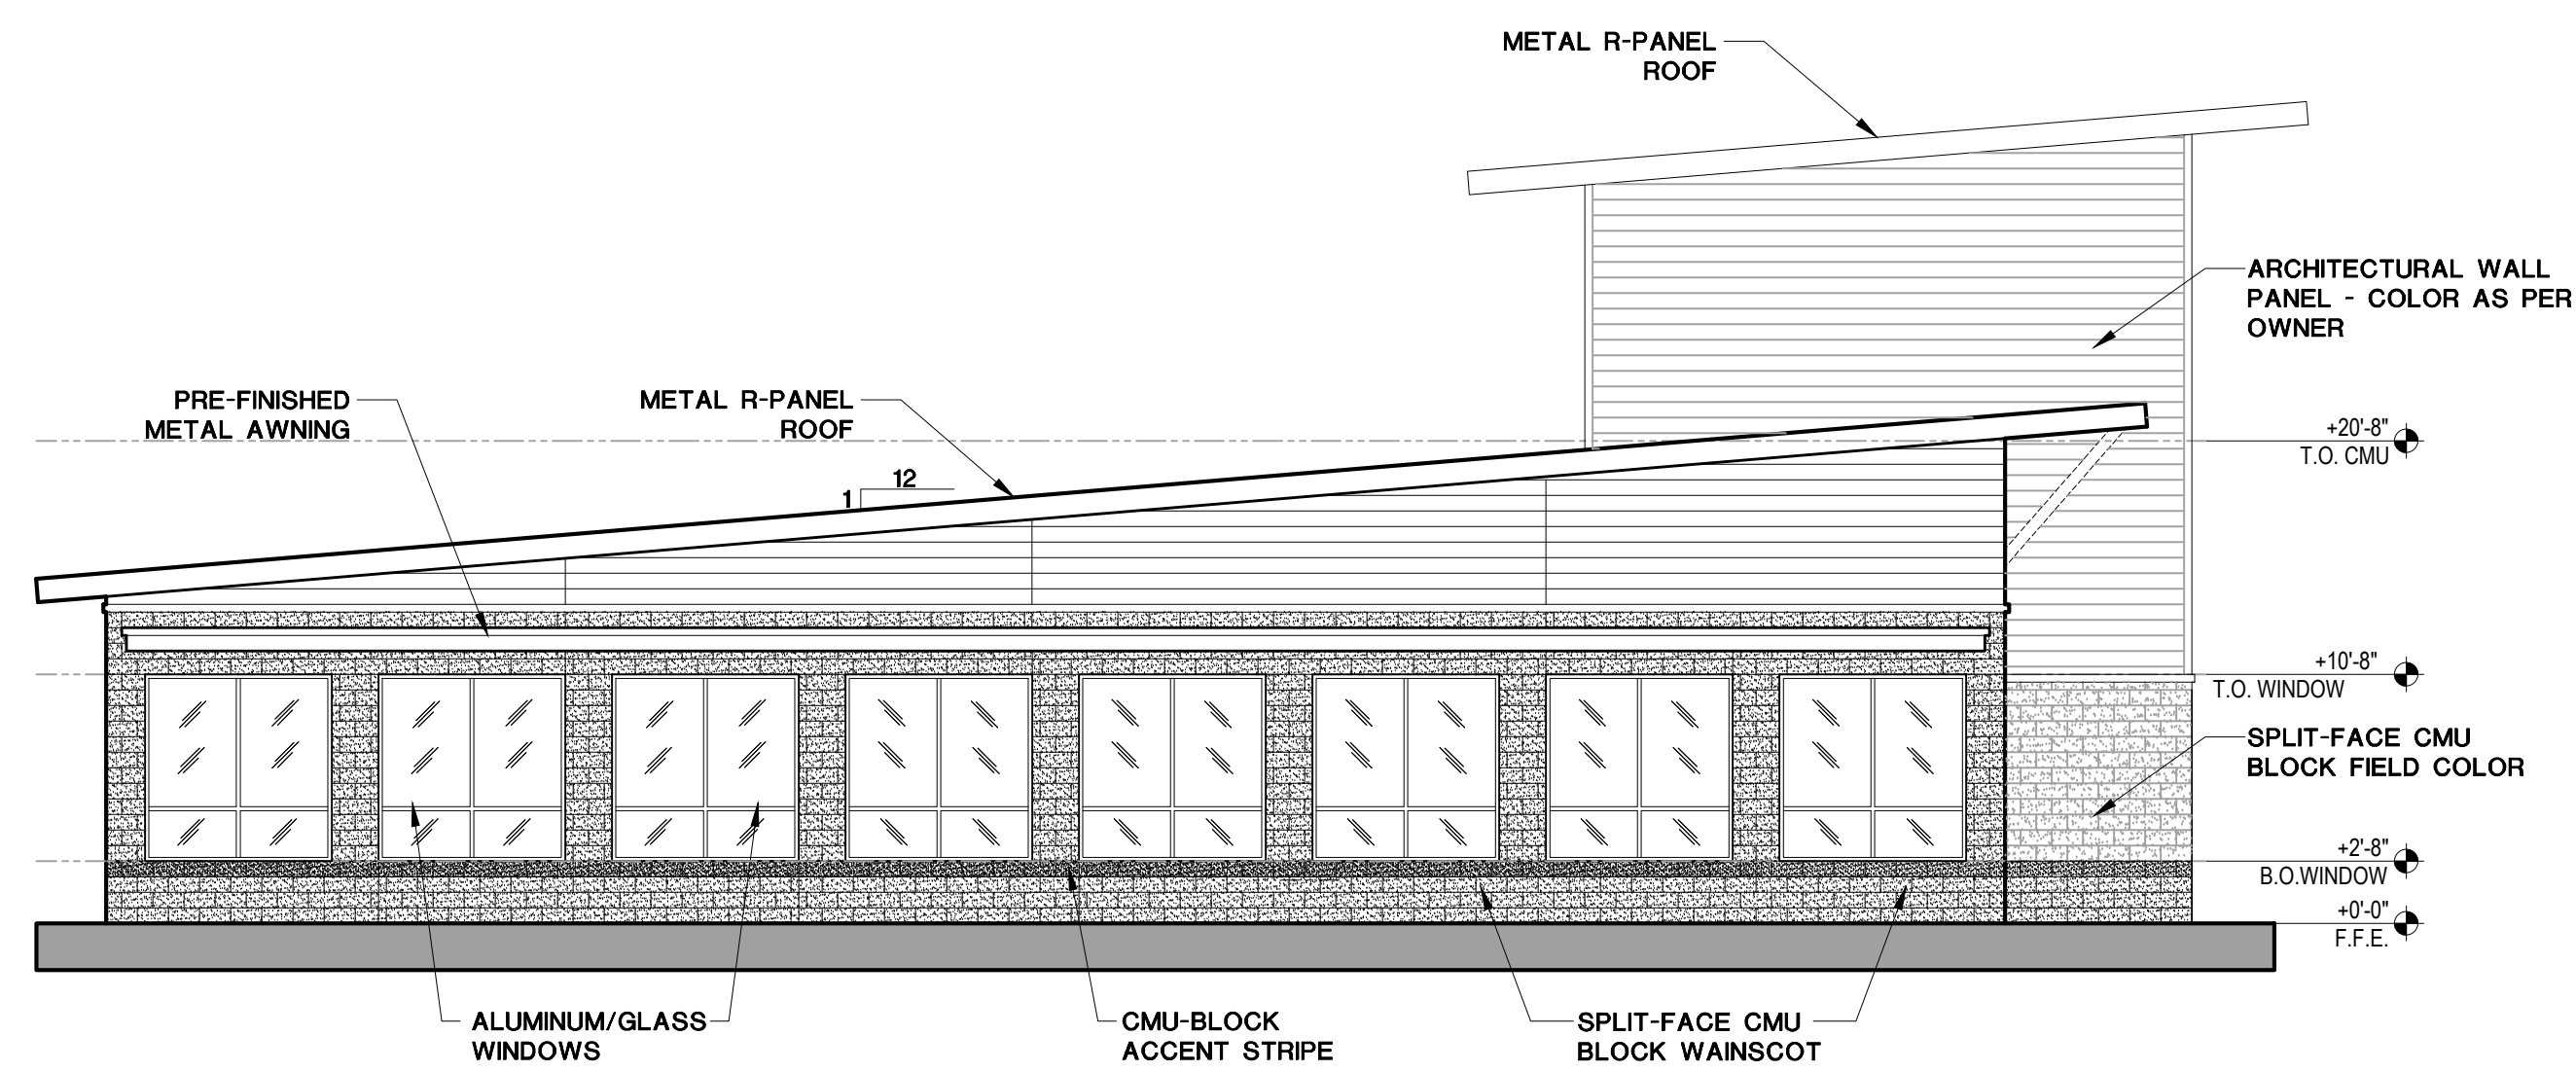 METAL R-PANEL
ROOF
ARCHITECTURAL WALL
PANEL - COLOR AS PER
OWNER
PRE-FINISHED
METAL AWNING
METAL R-PANEL
ROOF
+20'-8"
T.O. CMU
12
1
+10'-8"
T.O. WINDOW
SPLIT-FACE CMU
BLOCK FIELD COLOR
+2'-8"
B.O.WINDOW
+0'-0"
F.F.E.
ALUMINUM/GLASS
WINDOWS
CMU-BLOCK
ACCENT STRIPE
SPLIT-FACE CMU
BLOCK WAINSCOT